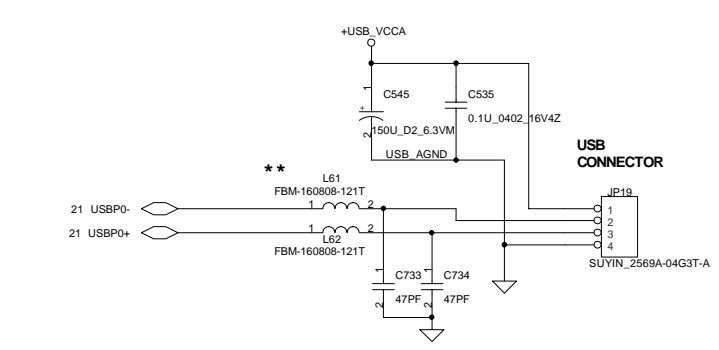 +USB_VCCA
1
C545
+
150U_D2_6.3VM
2
C535
0.1U_0402_16V4Z
USB_AGND
USB
CONNECTOR
**
L61
FBM-160808-121T
JP19
21 USBP0-
1 2
1
2
3
4
21 USBP0+
1 2
L62
FBM-160808-121T
SUYIN_2569A-04G3T-A
1
C733
47PF
2
1
C734
47PF
2